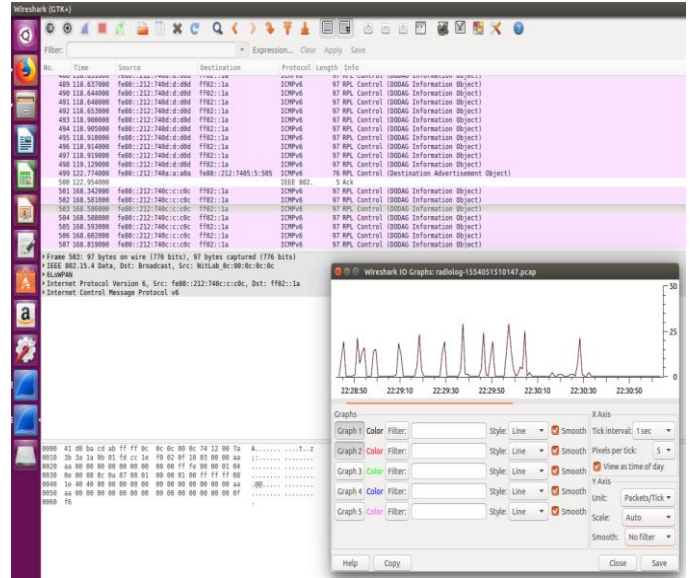 Wireshark (GTK+)
Filter: Expression... Clear Apply Save
No. Time Source Destination Protocol Length Info
489 118.637000 fe80::212:740d:d:d0d ff02::1a ICMPv6 97 RPL Control (DODAG Information Object)
490 118.644000 fe80::212:740d:d:d0d ff02::1a ICMPv6 97 RPL Control (DODAG Information Object)
491 118.648000 fe80::212:740d:d:d0d ff02::1a ICMPv6 97 RPL Control (DODAG Information Object)
492 118.653000 fe80::212:740d:d:d0d ff02::1a ICMPv6 97 RPL Control (DODAG Information Object)
493 118.900000 fe80::212:740d:d:d0d ff02::1a ICMPv6 97 RPL Control (DODAG Information Object)
494 118.905000 fe80::212:740d:d:d0d ff02::1a ICMPv6 97 RPL Control (DODAG Information Object)
495 118.910000 fe80::212:740d:d:d0d ff02::1a ICMPv6 97 RPL Control (DODAG Information Object)
496 118.914000 fe80::212:740d:d:d0d ff02::1a ICMPv6 97 RPL Control (DODAG Information Object)
497 118.919000 fe80::212:740d:d:d0d ff02::1a ICMPv6 97 RPL Control (DODAG Information Object)
498 119.129000 fe80::212:740d:d:d0d ff02::1a ICMPv6 97 RPL Control (DODAG Information Object)
499 122.774000 fe80::212:740a:a:a0a fe80::212:7405:5:505 ICMPv6 76 RPL Control (Destination Advertisement Object)
500 122.954000 IEEE 802. 5 Ack
501 168.342000 fe80::212:740c:c:c0c ff02::1a ICMPv6 97 RPL Control (DODAG Information Object)
502 168.581000 fe80::212:740c:c:c0c ff02::1a ICMPv6 97 RPL Control (DODAG Information Object)
503 168.586000 fe80::212:740c:c:c0c ff02::1a ICMPv6 97 RPL Control (DODAG Information Object)
504 168.588000 fe80::212:740c:c:c0c ff02::1a ICMPv6 97 RPL Control (DODAG Information Object)
505 168.593000 fe80::212:740c:c:c0c ff02::1a ICMPv6 97 RPL Control (DODAG Information Object)
506 168.602000 fe80::212:740c:c:c0c ff02::1a ICMPv6 97 RPL Control (DODAG Information Object)
507 168.819000 fe80::212:740c:c:c0c ff02::1a ICMPv6 97 RPL Control (DODAG Information Object)
Frame 503: 97 bytes on wire (776 bits), 97 bytes captured (776 bits)
IEEE 802.15.4 Data, Dst: Broadcast, Src: NitLab_0c:00:0c:0c:0c
6LoWPAN
Internet Protocol Version 6, Src: fe80::212:740c:c:c0c, Dst: ff02::1a
Internet Control Message Protocol v6
Wireshark IO Graphs: radiolog-1554051510147.pcap
50
25
0
22:28:50 22:29:10 22:29:30 22:29:50 22:30:10 22:30:30 22:30:50
Graphs
Graph 1 Color Filter: Style: Line Smooth
Graph 2 Color Filter: Style: Line Smooth
Graph 3 Color Filter: Style: Line Smooth
Graph 4 Color Filter: Style: Line Smooth
Graph 5 Color Filter: Style: Line Smooth
X Axis
Tick interval: 1 sec
Pixels per tick: 5
View as time of day
Y Axis
Unit: Packets/Tick
Scale: Auto
Smooth: No filter
Help Copy Close Save